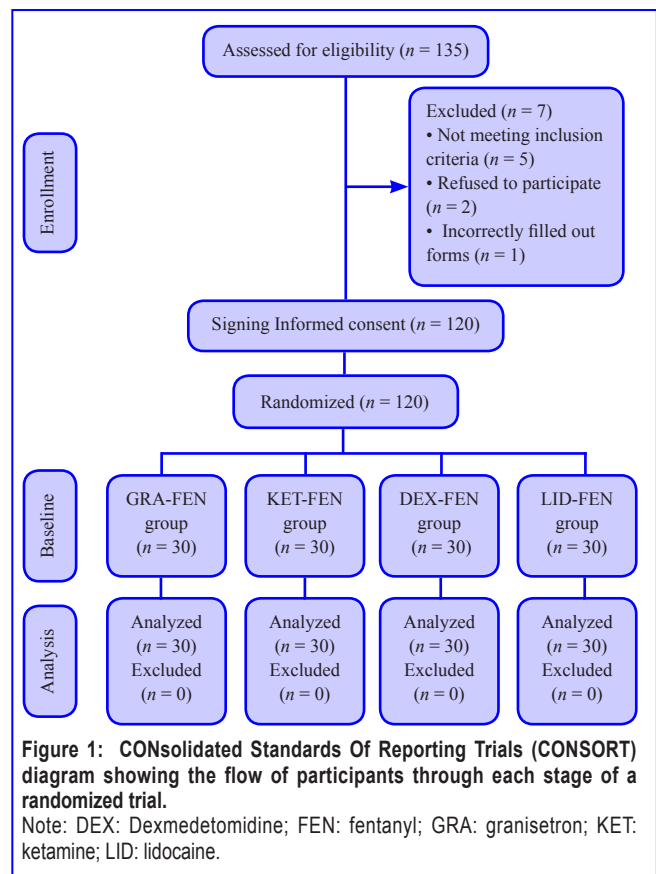 Assessed for eligibility (n = 135)
Enrollment
Excluded (n = 7)
• Not meeting inclusion
criteria (n = 5)
• Refused to participate
(n = 2)
• Incorrectly filled out
forms (n = 1)
Signing Informed consent (n = 120)
Randomized (n = 120)
Baseline
GRA-FEN
group
(n = 30)
KET-FEN
group
(n = 30)
DEX-FEN
group
(n = 30)
LID-FEN
group
(n = 30)
Analysis
Analyzed
(n = 30)
Excluded
(n = 0)
Analyzed
(n = 30)
Excluded
(n = 0)
Analyzed
(n = 30)
Excluded
(n = 0)
Analyzed
(n = 30)
Excluded
(n = 0)
Figure 1: CONsolidated Standards Of Reporting Trials (CONSORT)
diagram showing the flow of participants through each stage of a
randomized trial.
Note: DEX: Dexmedetomidine; FEN: fentanyl; GRA: granisetron; KET:
ketamine; LID: lidocaine.